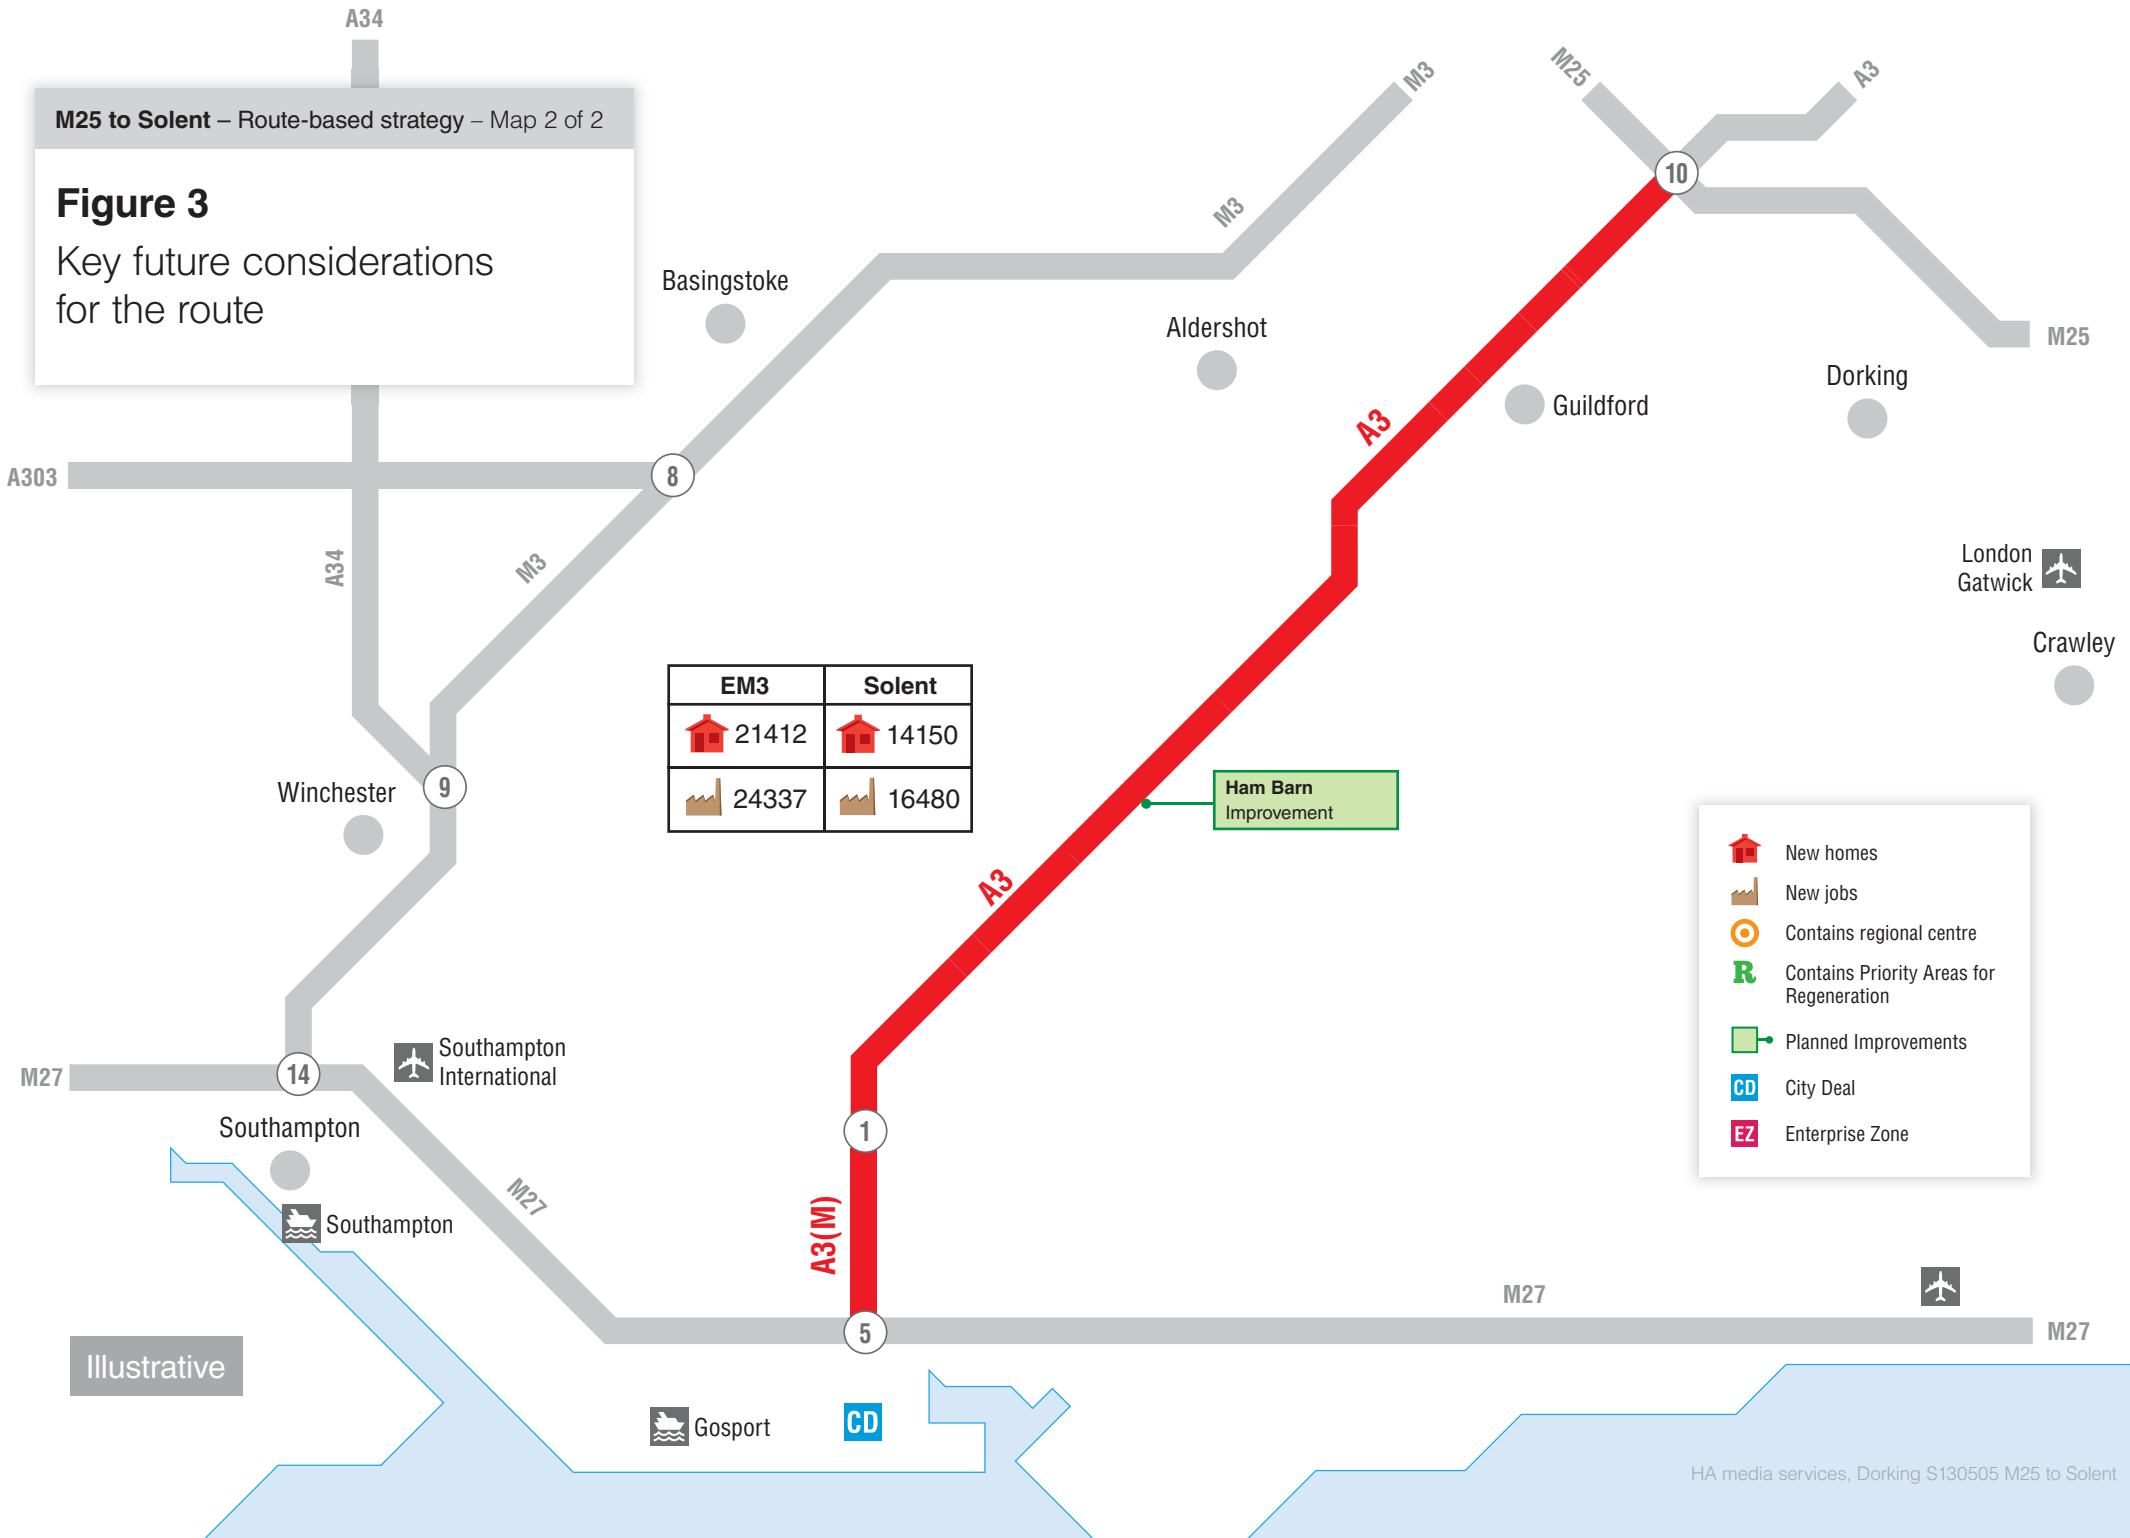 A34
M25 to Solent – Route-based strategy – Map 2 of 2
Figure 3
Key future considerations
for the route
M3
M25
A3
10
M3
Basingstoke
Aldershot
M25
Dorking
Guildford
A3
A303
8
A34
M3
London
Gatwick
Crawley
EM3 Solent
21412 14150
24337 16480
Winchester
9
Ham Barn
Improvement
A3
New homes
New jobs
Contains regional centre
R Contains Priority Areas for
Regeneration
Planned Improvements
CD City Deal
EZ Enterprise Zone
Southampton
International
M27
14
Southampton
1
M27
Southampton
A3(M)
M27
5
M27
Illustrative
Gosport
CD
HA media services, Dorking S130505 M25 to Solent